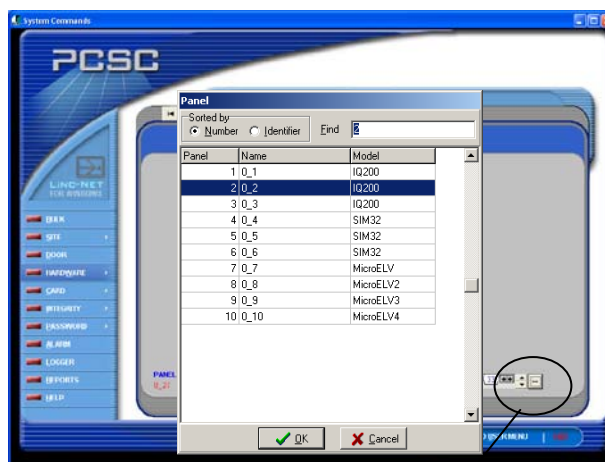 System Commands
PCSC
LINC-NET
FOR WINDOWS
BULK
SITE
DOOR
HARDWARE
CARD
INTEGRITY
PASSWORD
ALARM
LOGGER
REPORTS
HELP
Panel
Sorted by
Number Identifier Find 2
Panel Name Model
1 0_1 IQ200
2 0_2 IQ200
3 0_3 IQ200
4 0_4 SIM32
5 0_5 SIM32
6 0_6 SIM32
7 0_7 MicroELV
8 0_8 MicroELV2
9 0_9 MicroELV3
10 0_10 MicroELV4
PANEL
OK Cancel
USER MENU